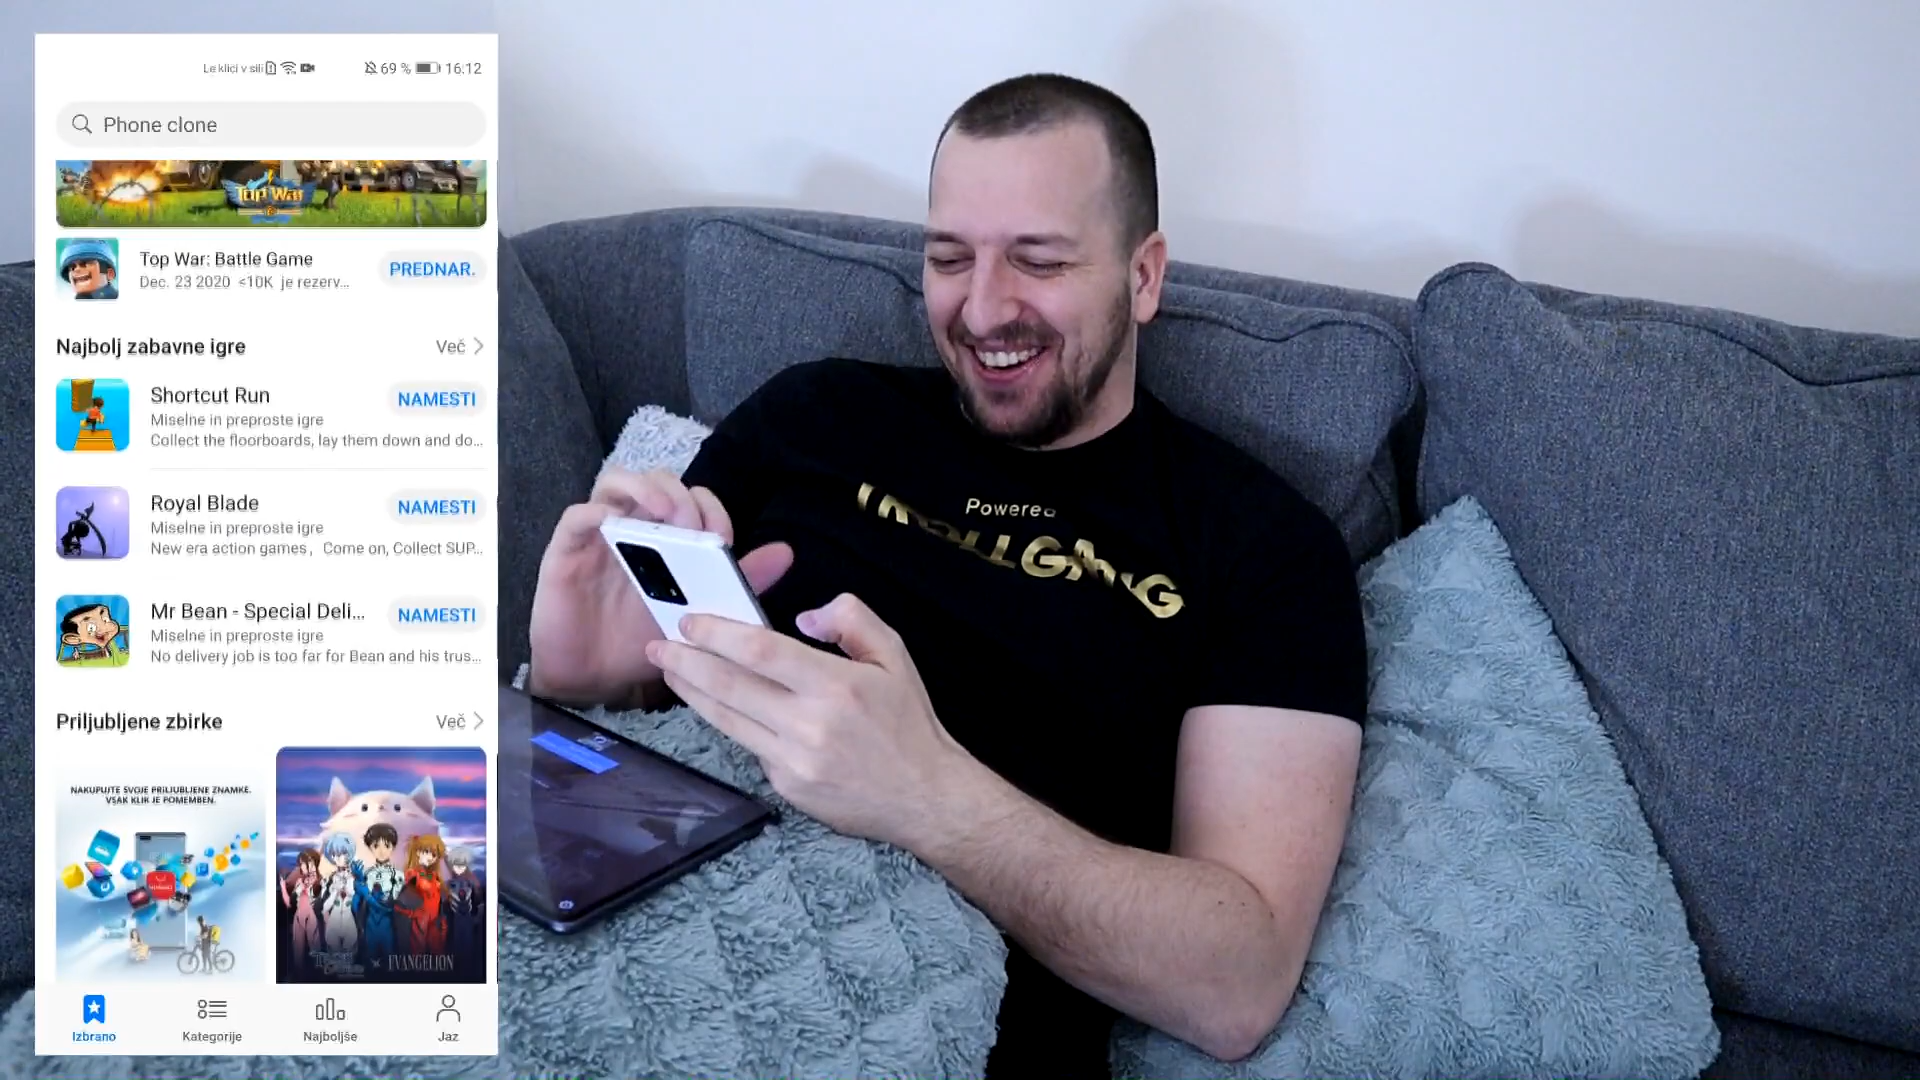 Le klici v sili
69 %
16:12
Phone clone
Top War
Top War: Battle Game
PREDNAR.
Dec. 23 2020 <10K je rezerv...
Najbolj zabavne igre
Več
Shortcut Run
NAMESTI
Miselne in preproste igre
Collect the floorboards, lay them down and do...
Royal Blade
NAMESTI
Miselne in preproste igre
New era action games, Come on, Collect SUP...
Mr Bean - Special Deli...
NAMESTI
Miselne in preproste igre
No delivery job is too far for Bean and his trus...
Priljubljene zbirke
Več
NAKUPUJTE SVOJE PRILJUBLJENE ZNAMKE.
VSAK KLIK JE POMEMBEN.
EVANGELION
Izbrano
Kategorije
Najboljše
Jaz
Powered